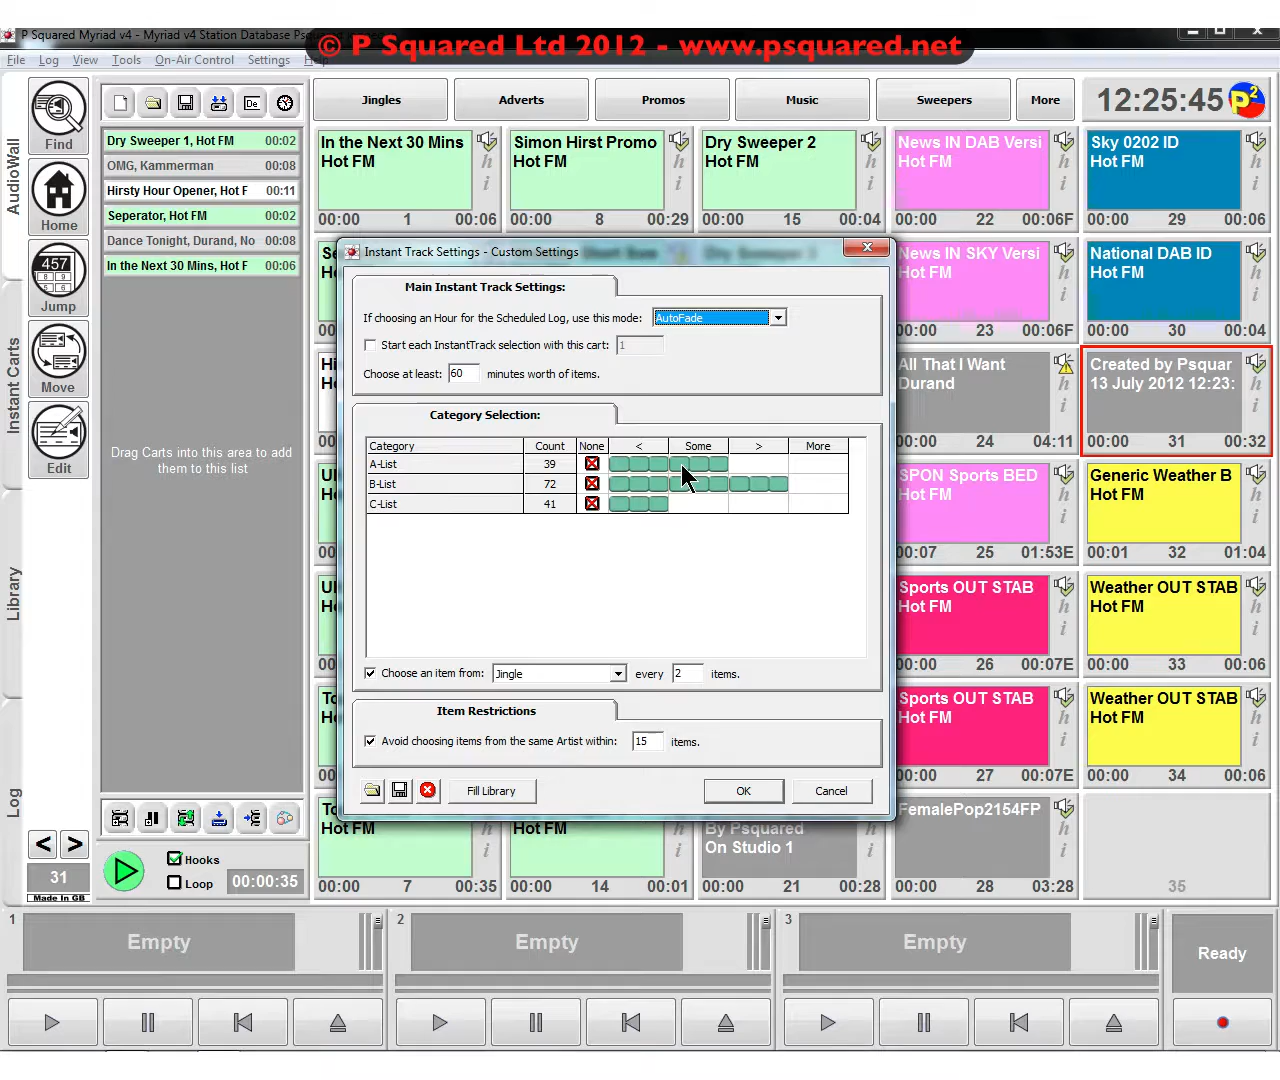 P Squared Myriad v4 - Myriad v4 Station Database Psq
© P Squared Ltd 2012 - www.psquared.net
File Log View Tools On-Air Control Settings Help
AudioWall
Instant Carts
Library
Log
Find
Home
457
Jump
Move
Edit
< >
31
Made In GB
Dry Sweeper 1, Hot FM 00:02
OMG, Kammerman 00:08
Hirsty Hour Opener, Hot F 00:11
Seperator, Hot FM 00:02
Dance Tonight, Durand, No 00:08
In the Next 30 Mins, Hot F 00:06
Drag Carts into this area to add
them to this list
Hooks
Loop
00:00:35
Jingles Adverts Promos Music Sweepers More
12:25:45
In the Next 30 Mins
Hot FM
00:00 1 00:06
Simon Hirst Promo
Hot FM
00:00 8 00:29
Dry Sweeper 2
Hot FM
00:00 15 00:04
News IN DAB Versi
Hot FM
00:00 22 00:06F
Sky 0202 ID
Hot FM
00:00 29 00:06
News IN SKY Versi
Hot FM
00:00 23 00:06F
National DAB ID
Hot FM
00:00 30 00:04
All That I Want
Durand
00:00 24 04:11
Created by Psquar
13 July 2012 12:23:
00:00 31 00:32
SPON Sports BED
Hot FM
00:07 25 01:53E
Generic Weather B
Hot FM
00:01 32 01:04
Sports OUT STAB
Hot FM
00:00 26 00:07E
Weather OUT STAB
Hot FM
00:00 33 00:06
Sports OUT STAB
Hot FM
00:00 27 00:07E
Weather OUT STAB
Hot FM
00:00 34 00:06
Hot FM
00:00 7 00:35
Hot FM
00:00 14 00:01
By Psquared
On Studio 1
00:00 21 00:28
FemalePop2154FP
00:00 28 03:28
35
Instant Track Settings - Custom Settings
Main Instant Track Settings:
If choosing an Hour for the Scheduled Log, use this mode: AutoFade
Start each InstantTrack selection with this cart: 1
Choose at least: 60 minutes worth of items.
Category Selection:
Category Count None < Some > More
A-List 39
B-List 72
C-List 41
Choose an item from: Jingle every 2 items.
Item Restrictions
Avoid choosing items from the same Artist within: 15 items.
Fill Library OK Cancel
1 Empty
2 Empty
3 Empty
Ready